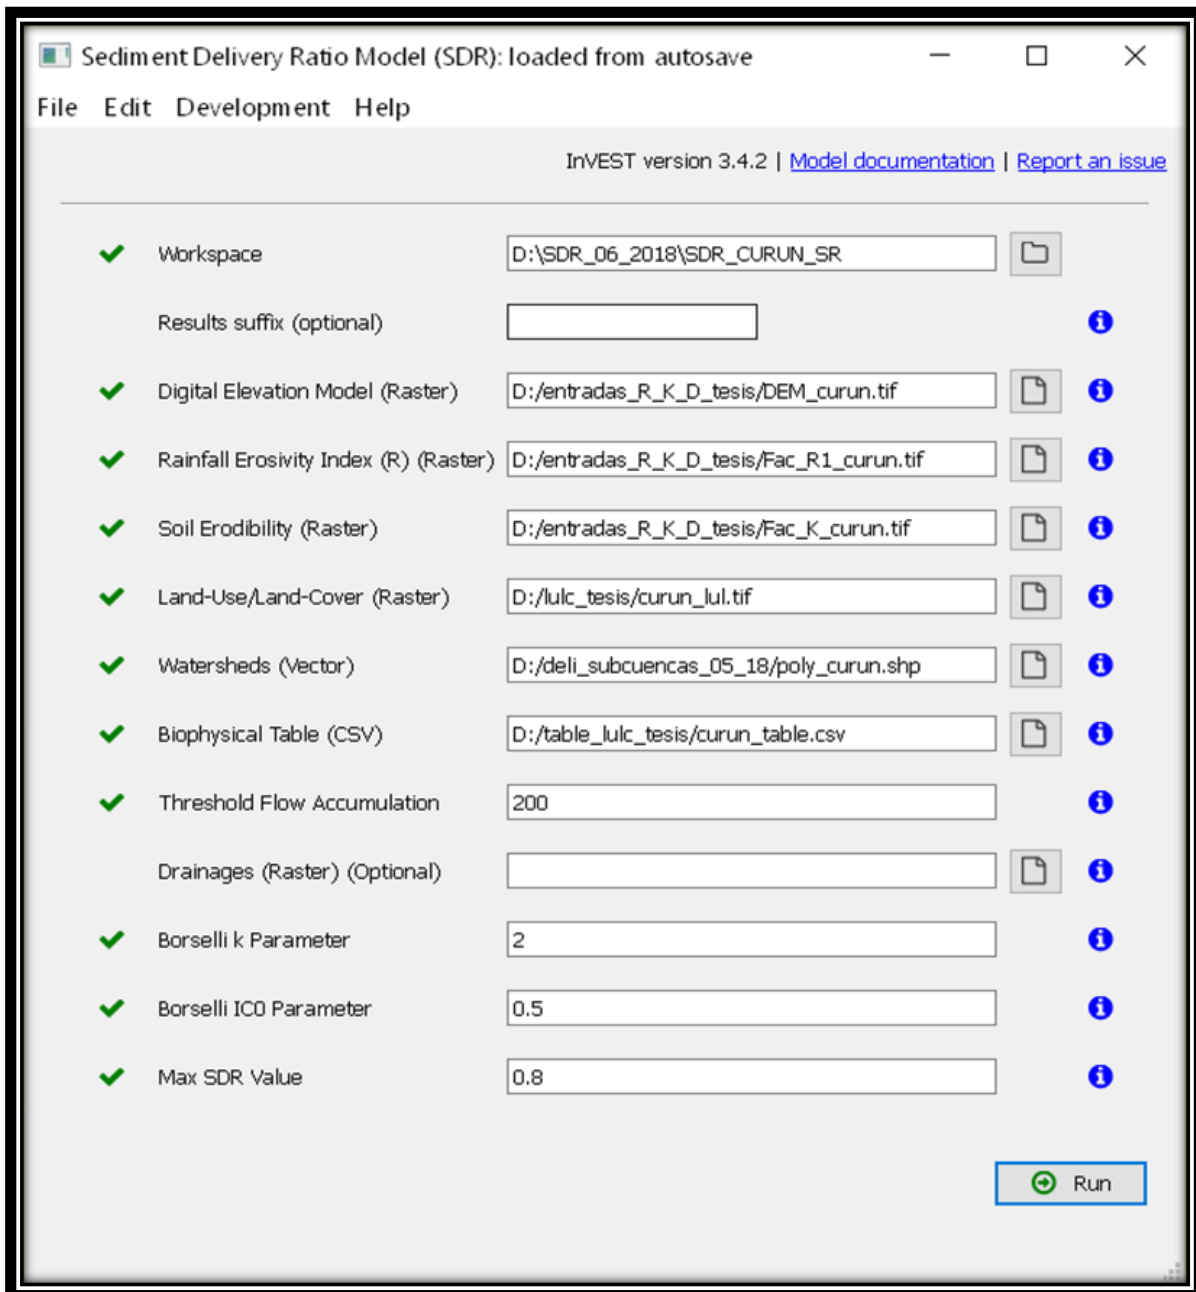 Sediment Delivery Ratio Model (SDR): loaded from autosave
File Edit Development Help
InVEST version 3.4.2 | Model documentation | Report an issue
Workspace D:\SDR_06_2018\SDR_CURUN_SR
Results suffix (optional)
Digital Elevation Model (Raster) D:/entradas_R_K_D_tesis/DEM_curun.tif
Rainfall Erosivity Index (R) (Raster) D:/entradas_R_K_D_tesis/Fac_R1_curun.tif
Soil Erodibility (Raster) D:/entradas_R_K_D_tesis/Fac_K_curun.tif
Land-Use/Land-Cover (Raster) D:/lulc_tesis/curun_lul.tif
Watersheds (Vector) D:/deli_subcuencas_05_18/poly_curun.shp
Biophysical Table (CSV) D:/table_lulc_tesis/curun_table.csv
Threshold Flow Accumulation 200
Drainages (Raster) (Optional)
Borselli k Parameter 2
Borselli IC0 Parameter 0.5
Max SDR Value 0.8
Run